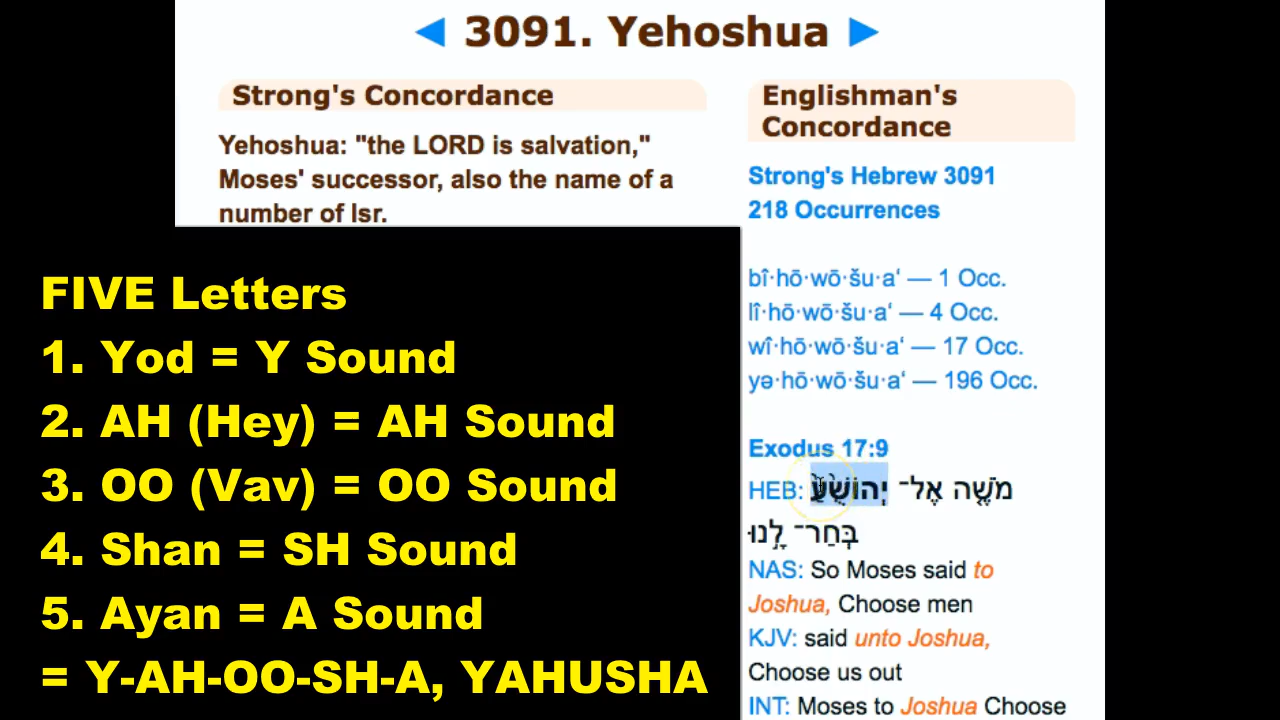 ◄ 3091. Yehoshua ►
Strong's Concordance
Yehoshua: "the LORD is salvation,"
Moses' successor, also the name of a
number of Isr.
Englishman's
Concordance
Strong's Hebrew 3091
218 Occurrences
bî·hō·wō·šu·a‘ — 1 Occ.
lî·hō·wō·šu·a‘ — 4 Occ.
wî·hō·wō·šu·a‘ — 17 Occ.
yə·hō·wō·šu·a‘ — 196 Occ.
Exodus 17:9
HEB: מֹשֶׁ֤ה אֶל־ יְהוֹשֻׁ֙עַ֙
בְּחַר־ לָ֣נוּ
NAS: So Moses said to
Joshua, Choose men
KJV: said unto Joshua,
Choose us out
INT: Moses to Joshua Choose
FIVE Letters
1. Yod = Y Sound
2. AH (Hey) = AH Sound
3. OO (Vav) = OO Sound
4. Shan = SH Sound
5. Ayan = A Sound
= Y-AH-OO-SH-A, YAHUSHA